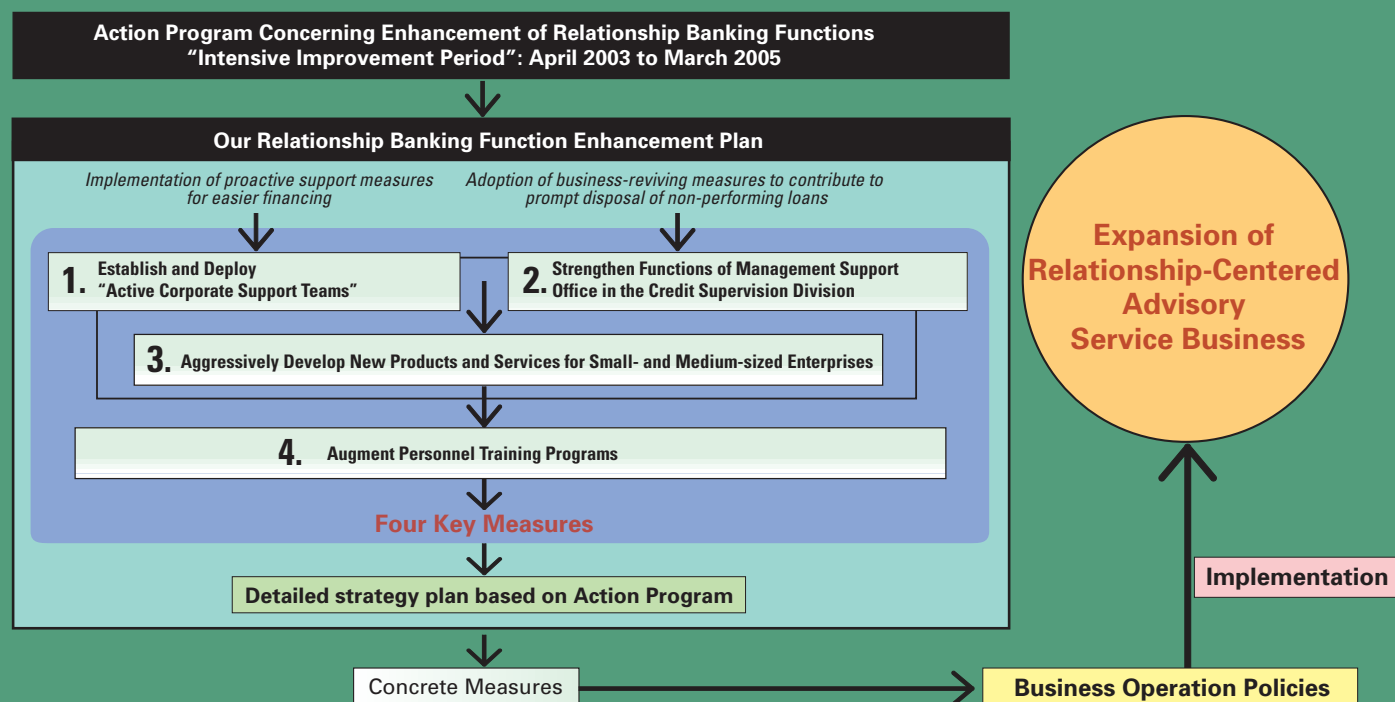 Action Program Concerning Enhancement of Relationship Banking Functions
“Intensive Improvement Period”: April 2003 to March 2005
Our Relationship Banking Function Enhancement Plan
Implementation of proactive support measures
for easier financing
Adoption of business-reviving measures to contribute to
prompt disposal of non-performing loans
1. Establish and Deploy
“Active Corporate Support Teams”
2. Strengthen Functions of Management Support
Office in the Credit Supervision Division
3. Aggressively Develop New Products and Services for Small- and Medium-sized Enterprises
4. Augment Personnel Training Programs
Four Key Measures
Detailed strategy plan based on Action Program
Concrete Measures
Business Operation Policies
Implementation
Expansion of
Relationship-Centered
Advisory
Service Business